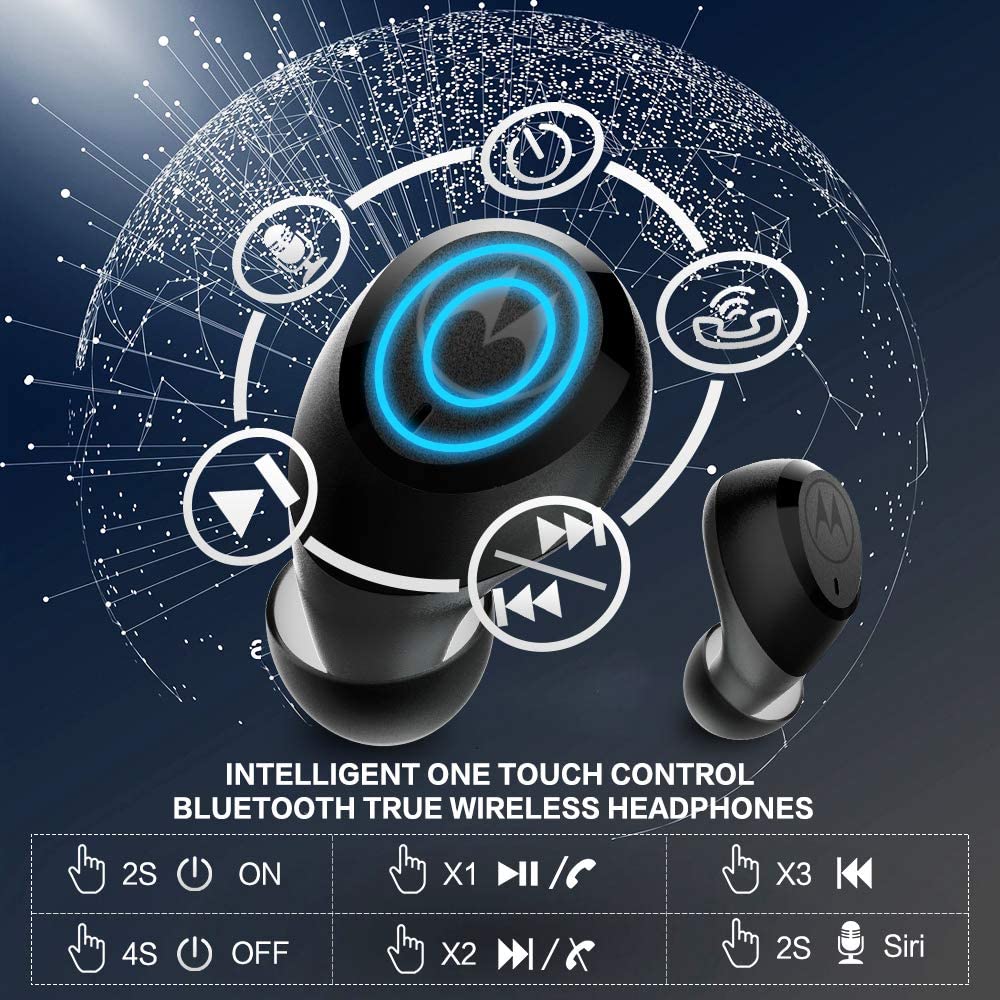 INTELLIGENT ONE TOUCH CONTROL
BLUETOOTH TRUE WIRELESS HEADPHONES
2S ON
X1
X3
4S OFF
X2
2S Siri